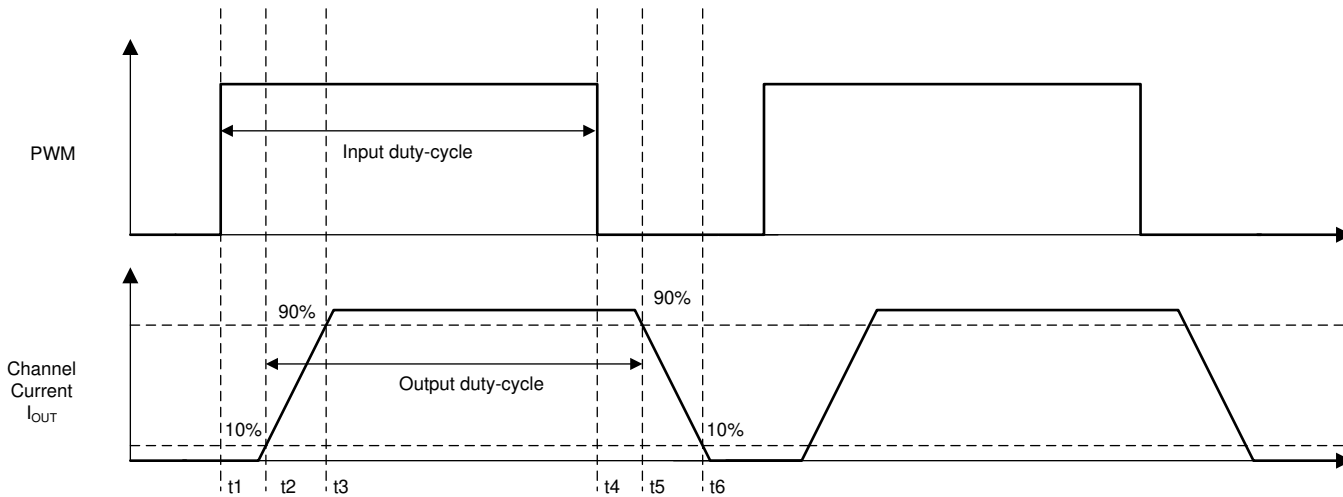 PWM
Input duty-cycle
90%
90%
Channel
Current
IOUT
Output duty-cycle
10%
10%
t1
t2
t3
t4
t5
t6